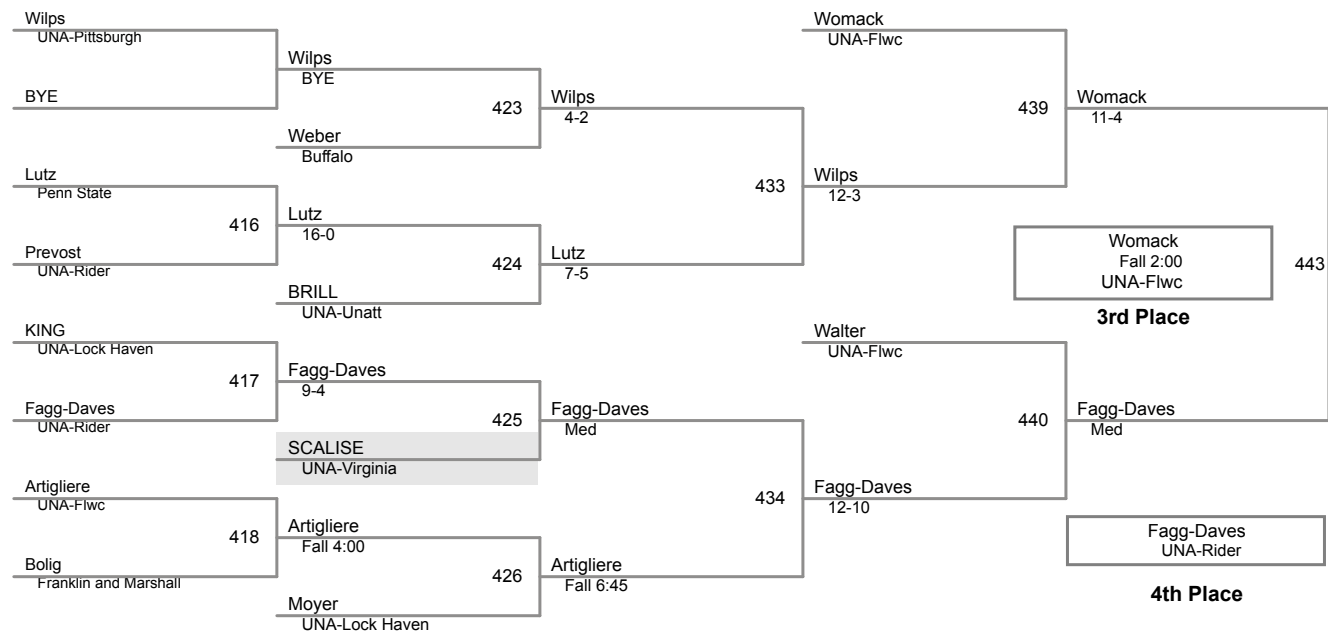 Wilps
UNA-Pittsburgh
BYE
Lutz
Penn State
416
Prevost
UNA-Rider
KING
UNA-Lock Haven
417
Fagg-Daves
UNA-Rider
Artigliere
UNA-Flwc
418
Bolig
Franklin and Marshall
Wilps
BYE
423
Weber
Buffalo
Lutz
16-0
424
BRILL
UNA-Unatt
Fagg-Daves
9-4
425
SCALISE
UNA-Virginia
Artigliere
Fall 4:00
426
Moyer
UNA-Lock Haven
Wilps
4-2
433
Lutz
7-5
Fagg-Daves
Med
434
Artigliere
Fall 6:45
Womack
UNA-Flwc
439
Wilps
12-3
Walter
UNA-Flwc
440
Fagg-Daves
12-10
Womack
11-4
443
Fagg-Daves
Med
Womack
Fall 2:00
UNA-Flwc
3rd Place
Fagg-Daves
UNA-Rider
4th Place